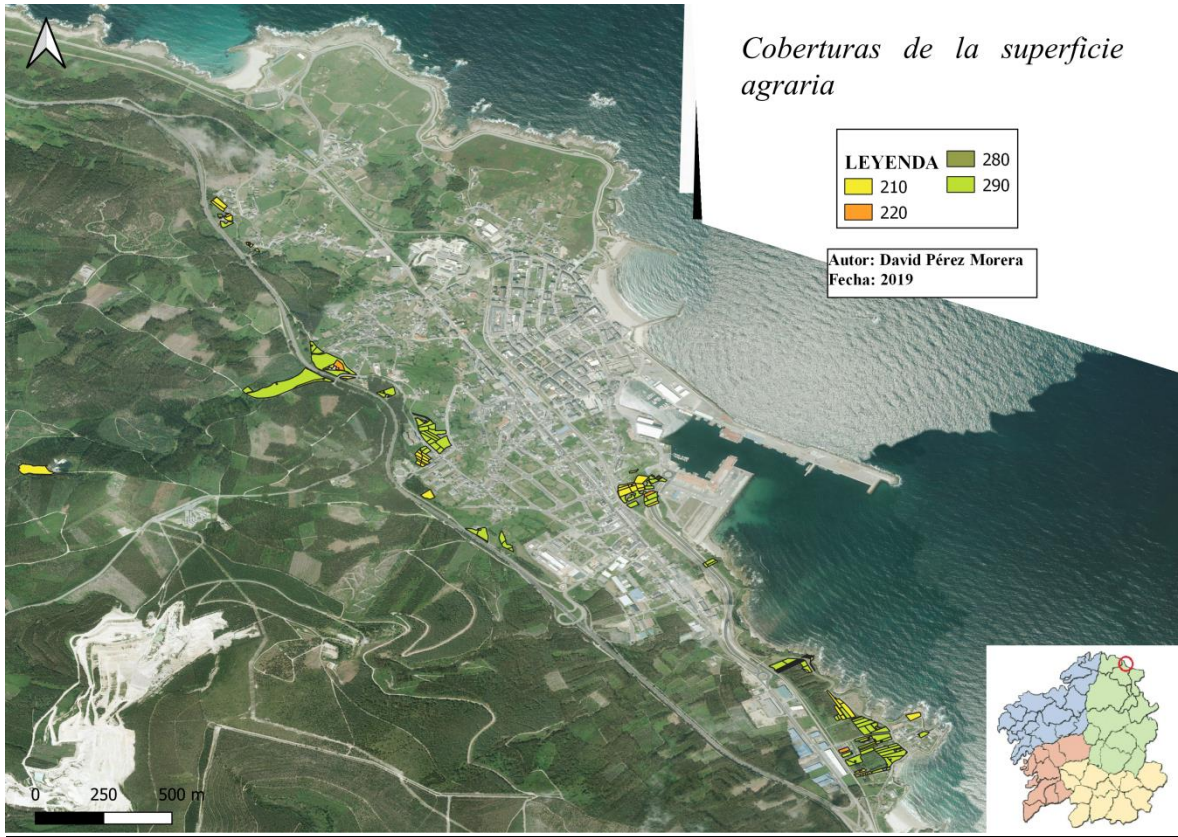 Coberturas de la superficie
agraria
LEYENDA
210
220
280
290
Autor: David Pérez Morera
Fecha: 2019
0 250 500 m